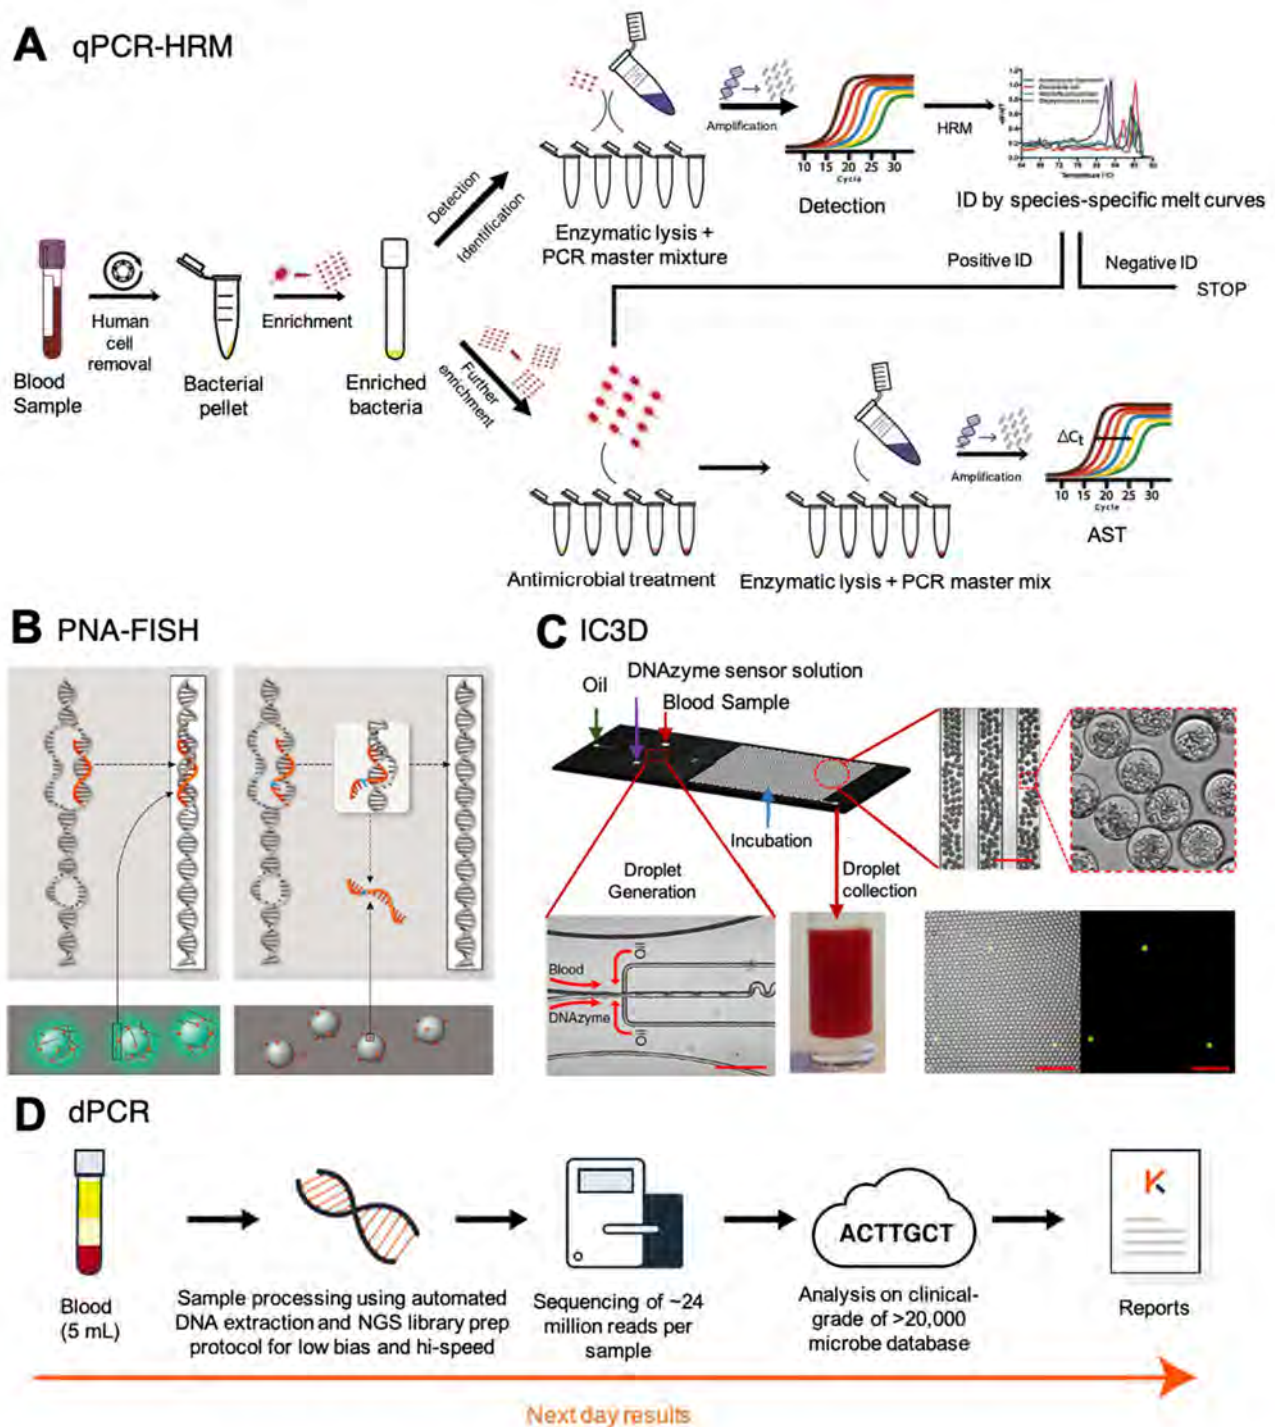 A qPCR-HRM
Amplification
10 15 20 25 30
Cycle
Detection
HRM
Temperature (°C)
ID by species-specific melt curves
Detection
Identification
Enzymatic lysis +
PCR master mixture
Positive ID
Negative ID
STOP
Human
cell
removal
Enrichment
Blood
Sample
Bacterial
pellet
Enriched
bacteria
Further
enrichment
Amplification
ΔCt
10 15 20 25 30
Cycle
AST
Antimicrobial treatment
Enzymatic lysis + PCR master mix
B PNA-FISH
C IC3D
DNAzyme sensor solution
Oil
Blood Sample
Incubation
Droplet
Generation
Droplet
collection
Oil
Blood
DNAzyme
Oil
D dPCR
ACTTGCT
K
Blood
(5 mL)
Sample processing using automated
DNA extraction and NGS library prep
protocol for low bias and hi-speed
Sequencing of ~24
million reads per
sample
Analysis on clinical-
grade of >20,000
microbe database
Reports
Next day results